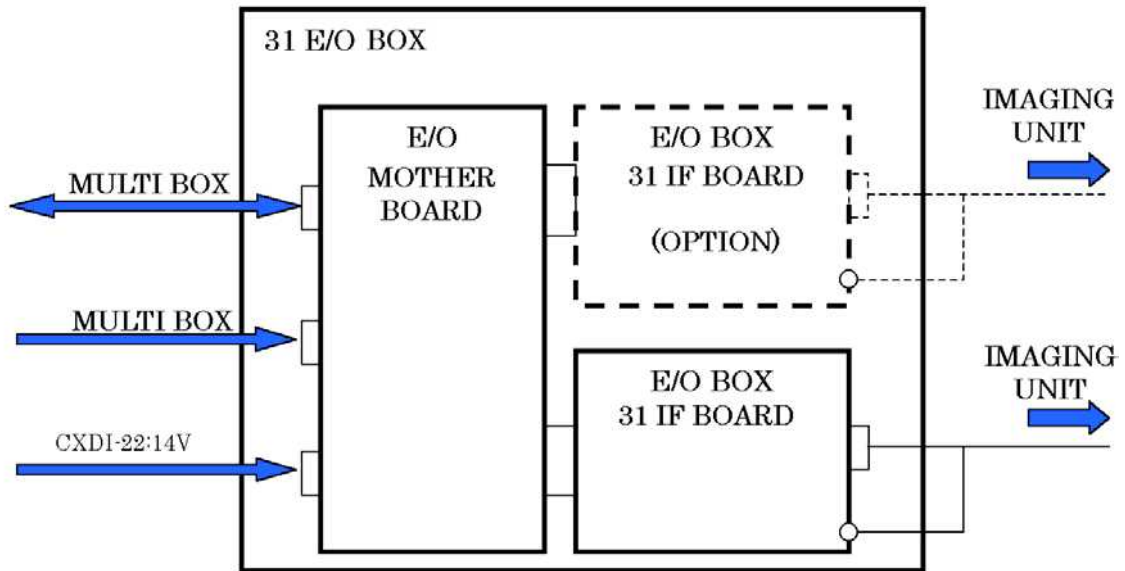 31 E/O BOX
E/O
MOTHER
BOARD
E/O BOX
31 IF BOARD
(OPTION)
IMAGING
UNIT
MULTI BOX
MULTI BOX
E/O BOX
31 IF BOARD
IMAGING
UNIT
CXDI-22:14V